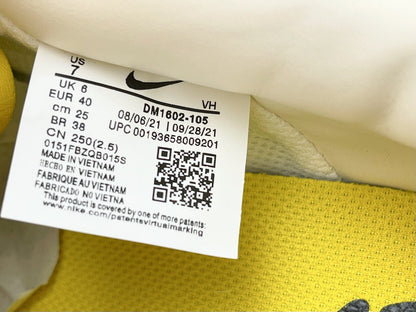 US
7
UK 6
EUR 40
cm 25
BR 38
CN 250(2.5)
0151FBZQB015S
MADE IN VIETNAM
HECHO EN VIETNAM
FABRIQUE AU VIETNAM
FABRICADO NO VIETNA
This product is covered by one of more patents:
www.nike.com/patentsvirtualmarking
DM1602-105 VH
08/06/21 09/28/21
UPC 00193658009201